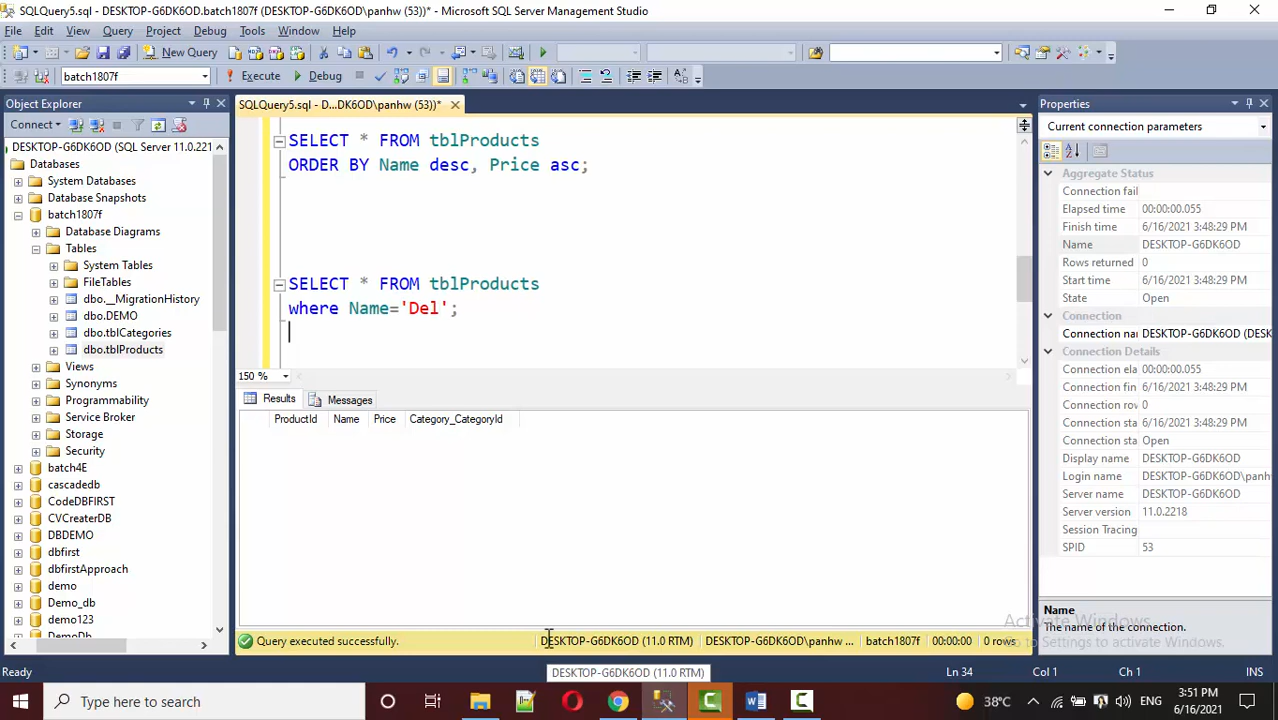 SQLQuery5.sql - DESKTOP-G6DK6OD.batch1807f (DESKTOP-G6DK6OD\panhw (53))* - Microsoft SQL Server Management Studio
File Edit View Query Project Debug Tools Window Help
New Query
batch1807f Execute Debug
Object Explorer
SQLQuery5.sql - D...DK6OD\panhw (53))*
Properties
Connect
Current connection parameters
DESKTOP-G6DK6OD (SQL Server 11.0.221
Databases
System Databases
Database Snapshots
batch1807f
Database Diagrams
Tables
System Tables
FileTables
dbo.__MigrationHistory
dbo.DEMO
dbo.tblCategories
dbo.tblProducts
Views
Synonyms
Programmability
Service Broker
Storage
Security
batch4E
cascadedb
CodeDBFIRST
CVCreaterDB
DBDEMO
dbfirst
dbfirstApproach
demo
Demo_db
demo123
DemoDb
SELECT * FROM tblProducts
ORDER BY Name desc, Price asc;
SELECT * FROM tblProducts
where Name='Del';
150 %
Results Messages
ProductId Name Price Category_CategoryId
Aggregate Status
Connection fail
Elapsed time 00:00:00.055
Finish time 6/16/2021 3:48:29 PM
Name DESKTOP-G6DK6OD
Rows returned 0
Start time 6/16/2021 3:48:29 PM
State Open
Connection
Connection nam DESKTOP-G6DK6OD (DESK
Connection Details
Connection ela 00:00:00.055
Connection fin 6/16/2021 3:48:29 PM
Connection rov 0
Connection sta 6/16/2021 3:48:29 PM
Connection sta Open
Display name DESKTOP-G6DK6OD
Login name DESKTOP-G6DK6OD\panhw
Server name DESKTOP-G6DK6OD
Server version 11.0.2218
Session Tracing
SPID 53
Name
The name of the connection.
Activate Windows
Go to Settings to activate Windows.
Query executed successfully. DESKTOP-G6DK6OD (11.0 RTM) DESKTOP-G6DK6OD\panhw ... batch1807f 00:00:00 0 rows
DESKTOP-G6DK6OD (11.0 RTM)
Ready Ln 34 Col 1 Ch 1 INS
Type here to search 38°C ENG 3:51 PM
6/16/2021